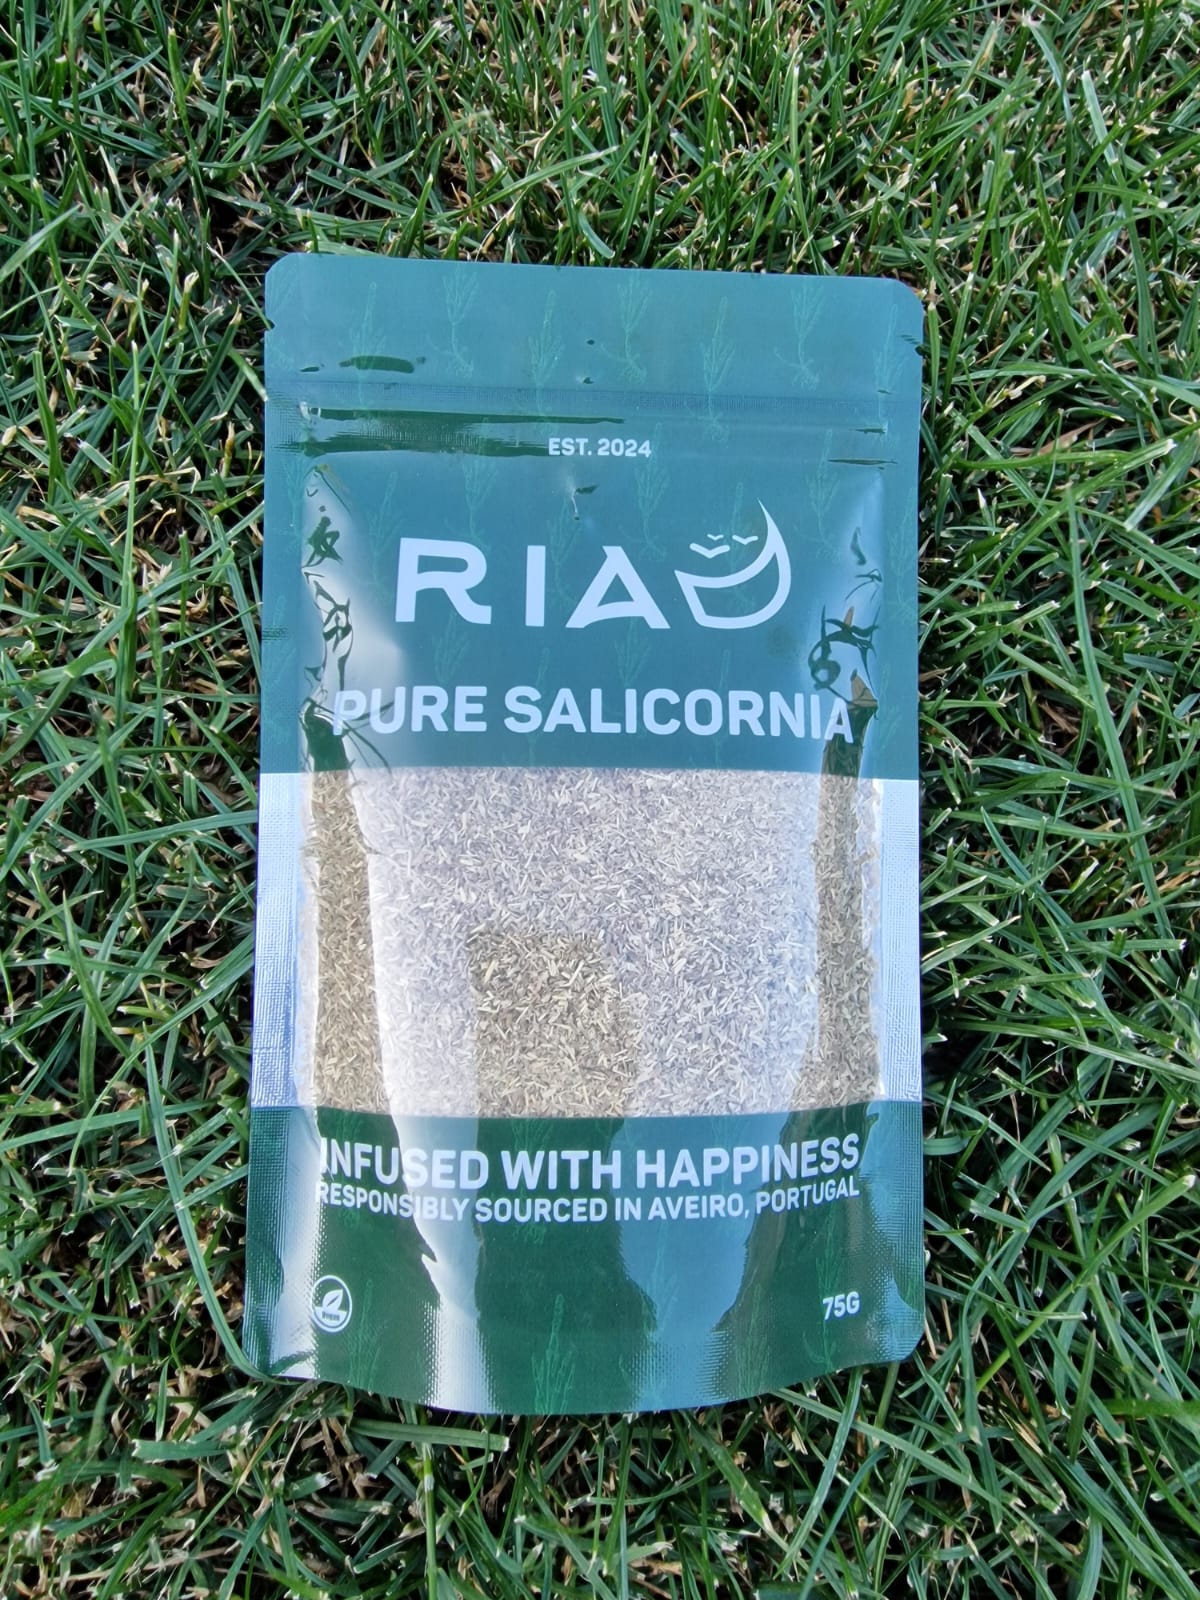 EST. 2024
RIA
PURE SALICORNIA
INFUSED WITH HAPPINESS
RESPONSIBLY SOURCED IN AVEIRO, PORTUGAL
75G